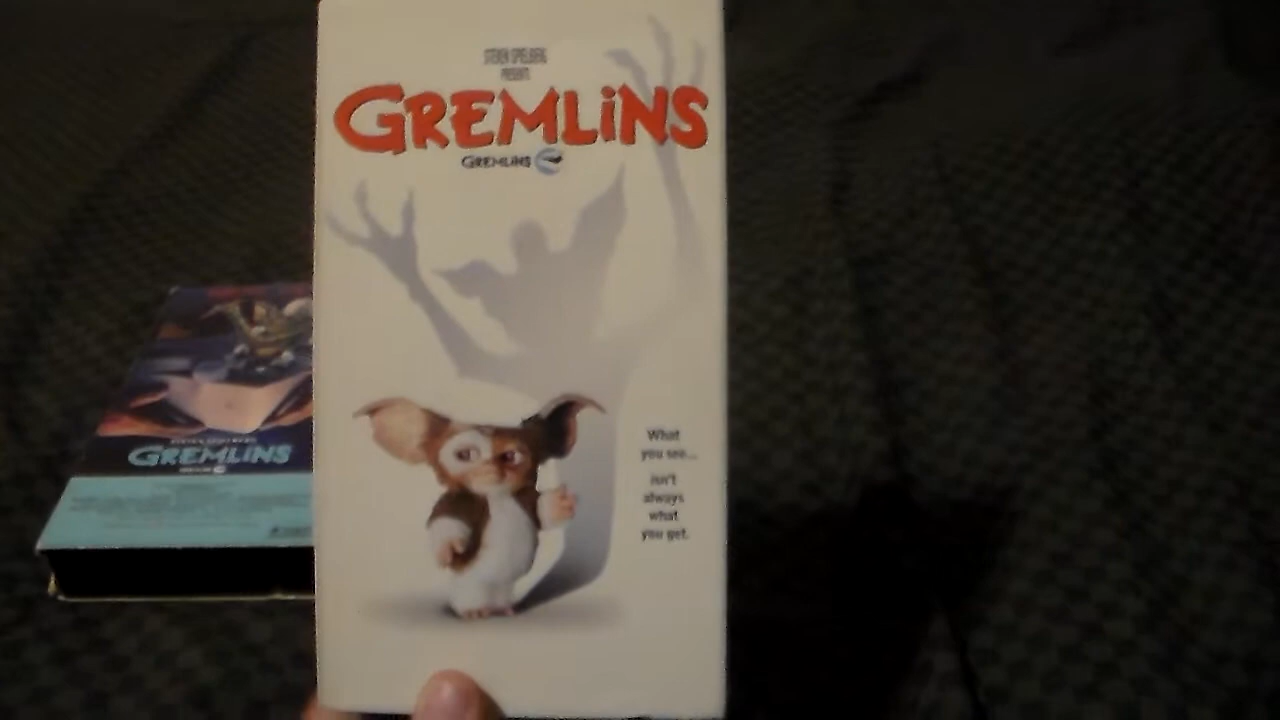 STEVEN SPIELBERG
PRESENTS
GREMLiNS
GREMLINS
What
you see...
isn't
always
what
you get.
GREMLINS